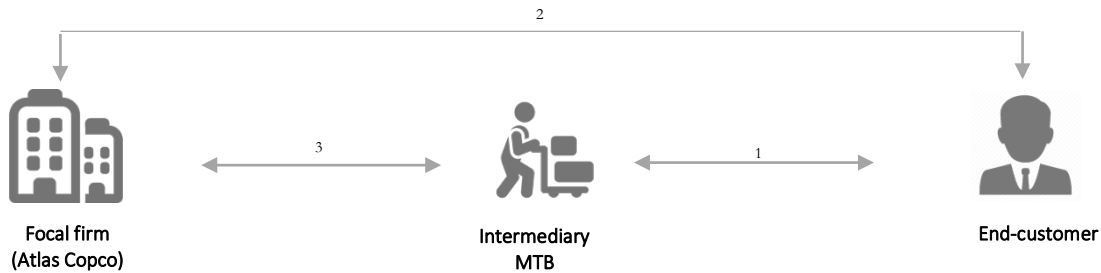 2
3
1
Focal firm
(Atlas Copco)
Intermediary
MTB
End-customer